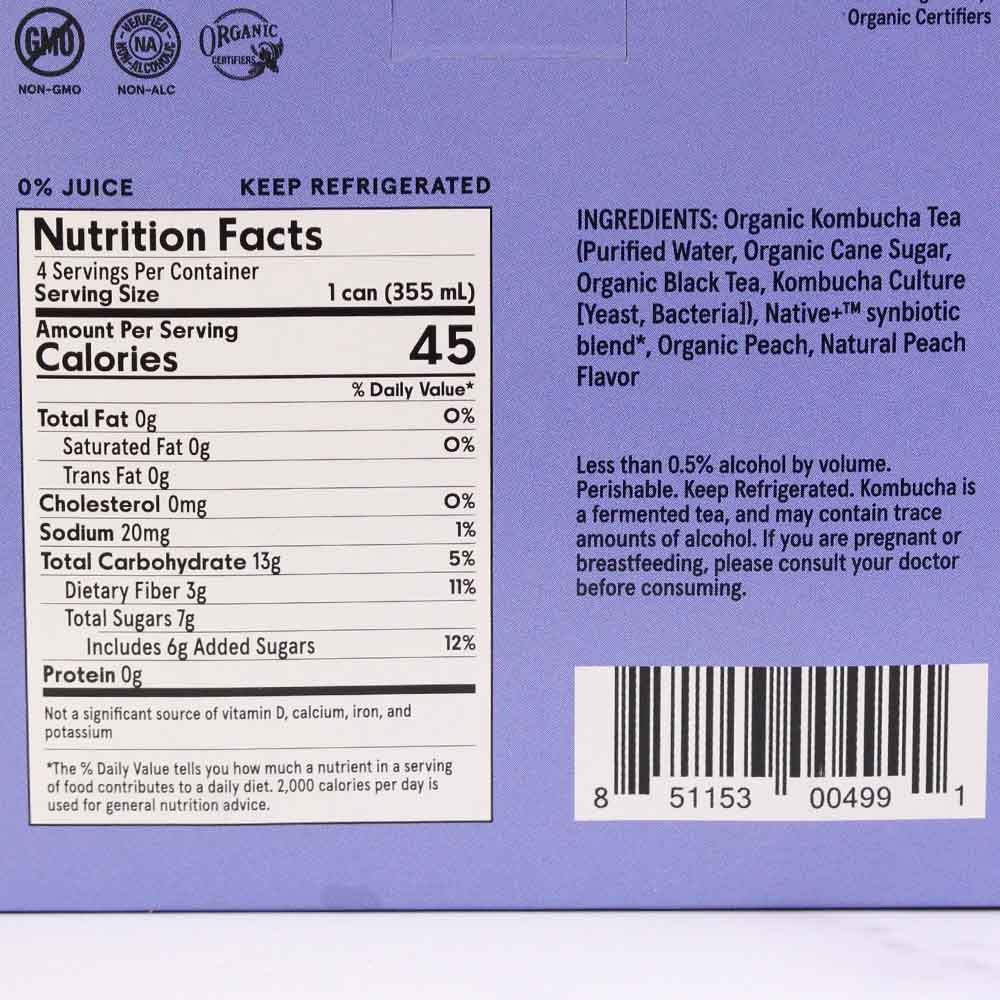 Organic Certifiers
GMO
NON-GMO
VERIFIED
NA
NON-ALCOHOLIC
NON-ALC
ORGANIC
CERTIFIERS
0% JUICE
KEEP REFRIGERATED
Nutrition Facts
4 Servings Per Container
Serving Size 1 can (355 mL)
Amount Per Serving
Calories 45
% Daily Value*
Total Fat 0g 0%
Saturated Fat 0g 0%
Trans Fat 0g
Cholesterol 0mg 0%
Sodium 20mg 1%
Total Carbohydrate 13g 5%
Dietary Fiber 3g 11%
Total Sugars 7g
Includes 6g Added Sugars 12%
Protein 0g
Not a significant source of vitamin D, calcium, iron, and
potassium
*The % Daily Value tells you how much a nutrient in a serving
of food contributes to a daily diet. 2,000 calories per day is
used for general nutrition advice.
INGREDIENTS: Organic Kombucha Tea
(Purified Water, Organic Cane Sugar,
Organic Black Tea, Kombucha Culture
[Yeast, Bacteria]), Native+™ synbiotic
blend*, Organic Peach, Natural Peach
Flavor
Less than 0.5% alcohol by volume.
Perishable. Keep Refrigerated. Kombucha is
a fermented tea, and may contain trace
amounts of alcohol. If you are pregnant or
breastfeeding, please consult your doctor
before consuming.
8 51153 00499 1